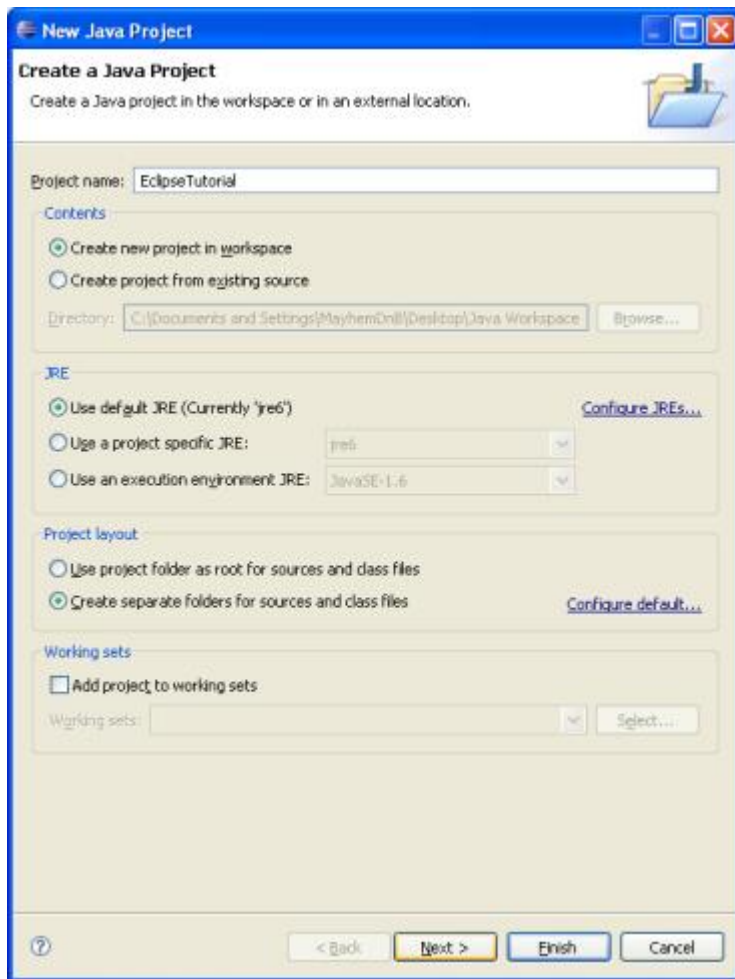 New Java Project
Create a Java Project
Create a Java project in the workspace or in an external location.
Project name: EclipseTutorial
Contents
Create new project in workspace
Create project from existing source
Directory: C:\Documents and Settings\MayhemDnB\Desktop\Java Workspace Browse...
JRE
Use default JRE (Currently 'jre6') Configure JREs...
Use a project specific JRE: jre6
Use an execution environment JRE: JavaSE-1.6
Project layout
Use project folder as root for sources and class files
Create separate folders for sources and class files Configure default...
Working sets
Add project to working sets
Working sets: Select...
? < Back Next > Finish Cancel